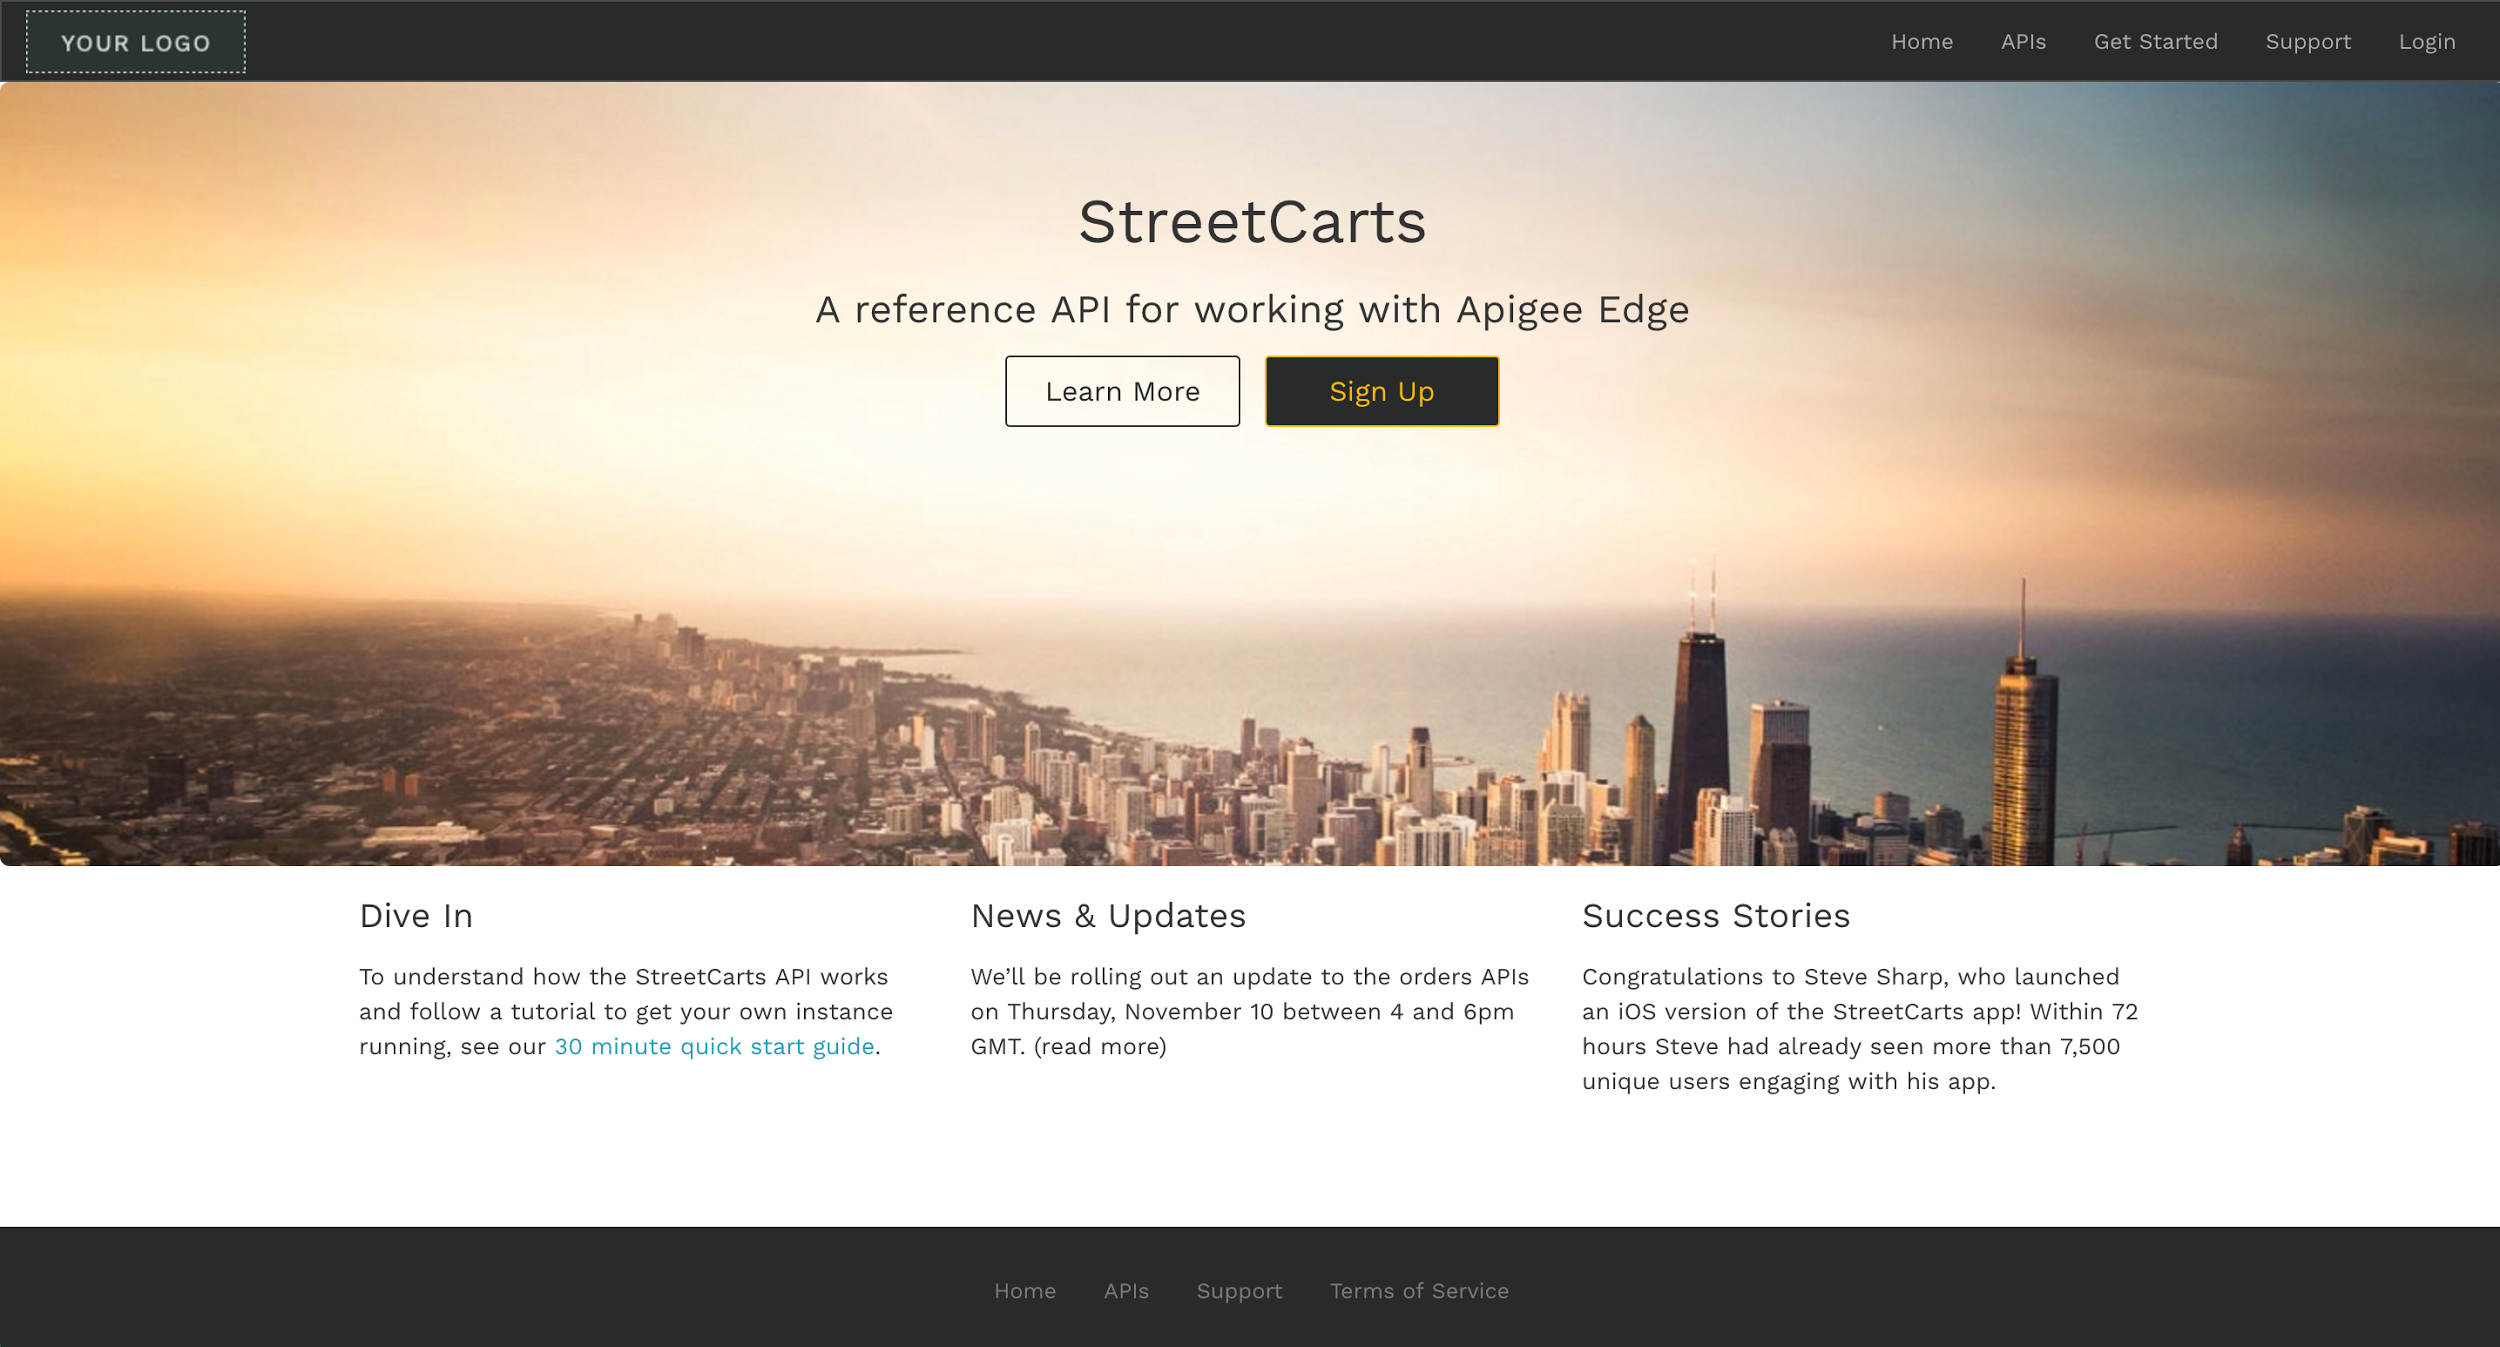 YOUR LOGO
Home APIs Get Started Support Login
StreetCarts
A reference API for working with Apigee Edge
Learn More Sign Up
Dive In
To understand how the StreetCarts API works
and follow a tutorial to get your own instance
running, see our 30 minute quick start guide.
News & Updates
We’ll be rolling out an update to the orders APIs
on Thursday, November 10 between 4 and 6pm
GMT. (read more)
Success Stories
Congratulations to Steve Sharp, who launched
an iOS version of the StreetCarts app! Within 72
hours Steve had already seen more than 7,500
unique users engaging with his app.
Home APIs Support Terms of Service